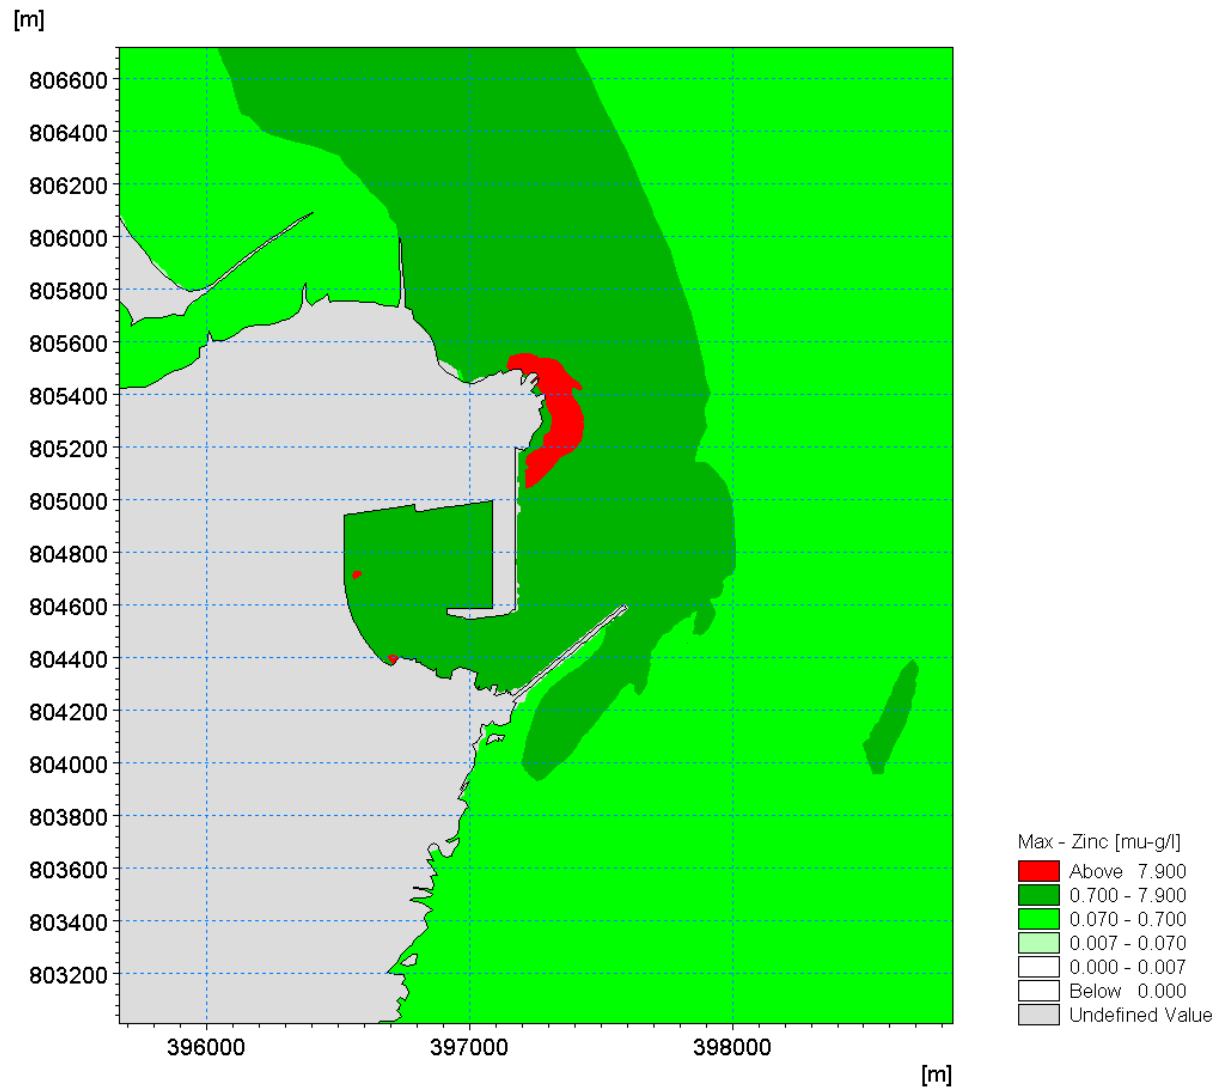 [m]
806600
806400
806200
806000
805800
805600
805400
805200
805000
804800
804600
804400
804200
804000
803800
803600
803400
803200
396000 397000 398000
[m]
Max - Zinc [mu-g/l]
Above 7.900
0.700 - 7.900
0.070 - 0.700
0.007 - 0.070
0.000 - 0.007
Below 0.000
Undefined Value